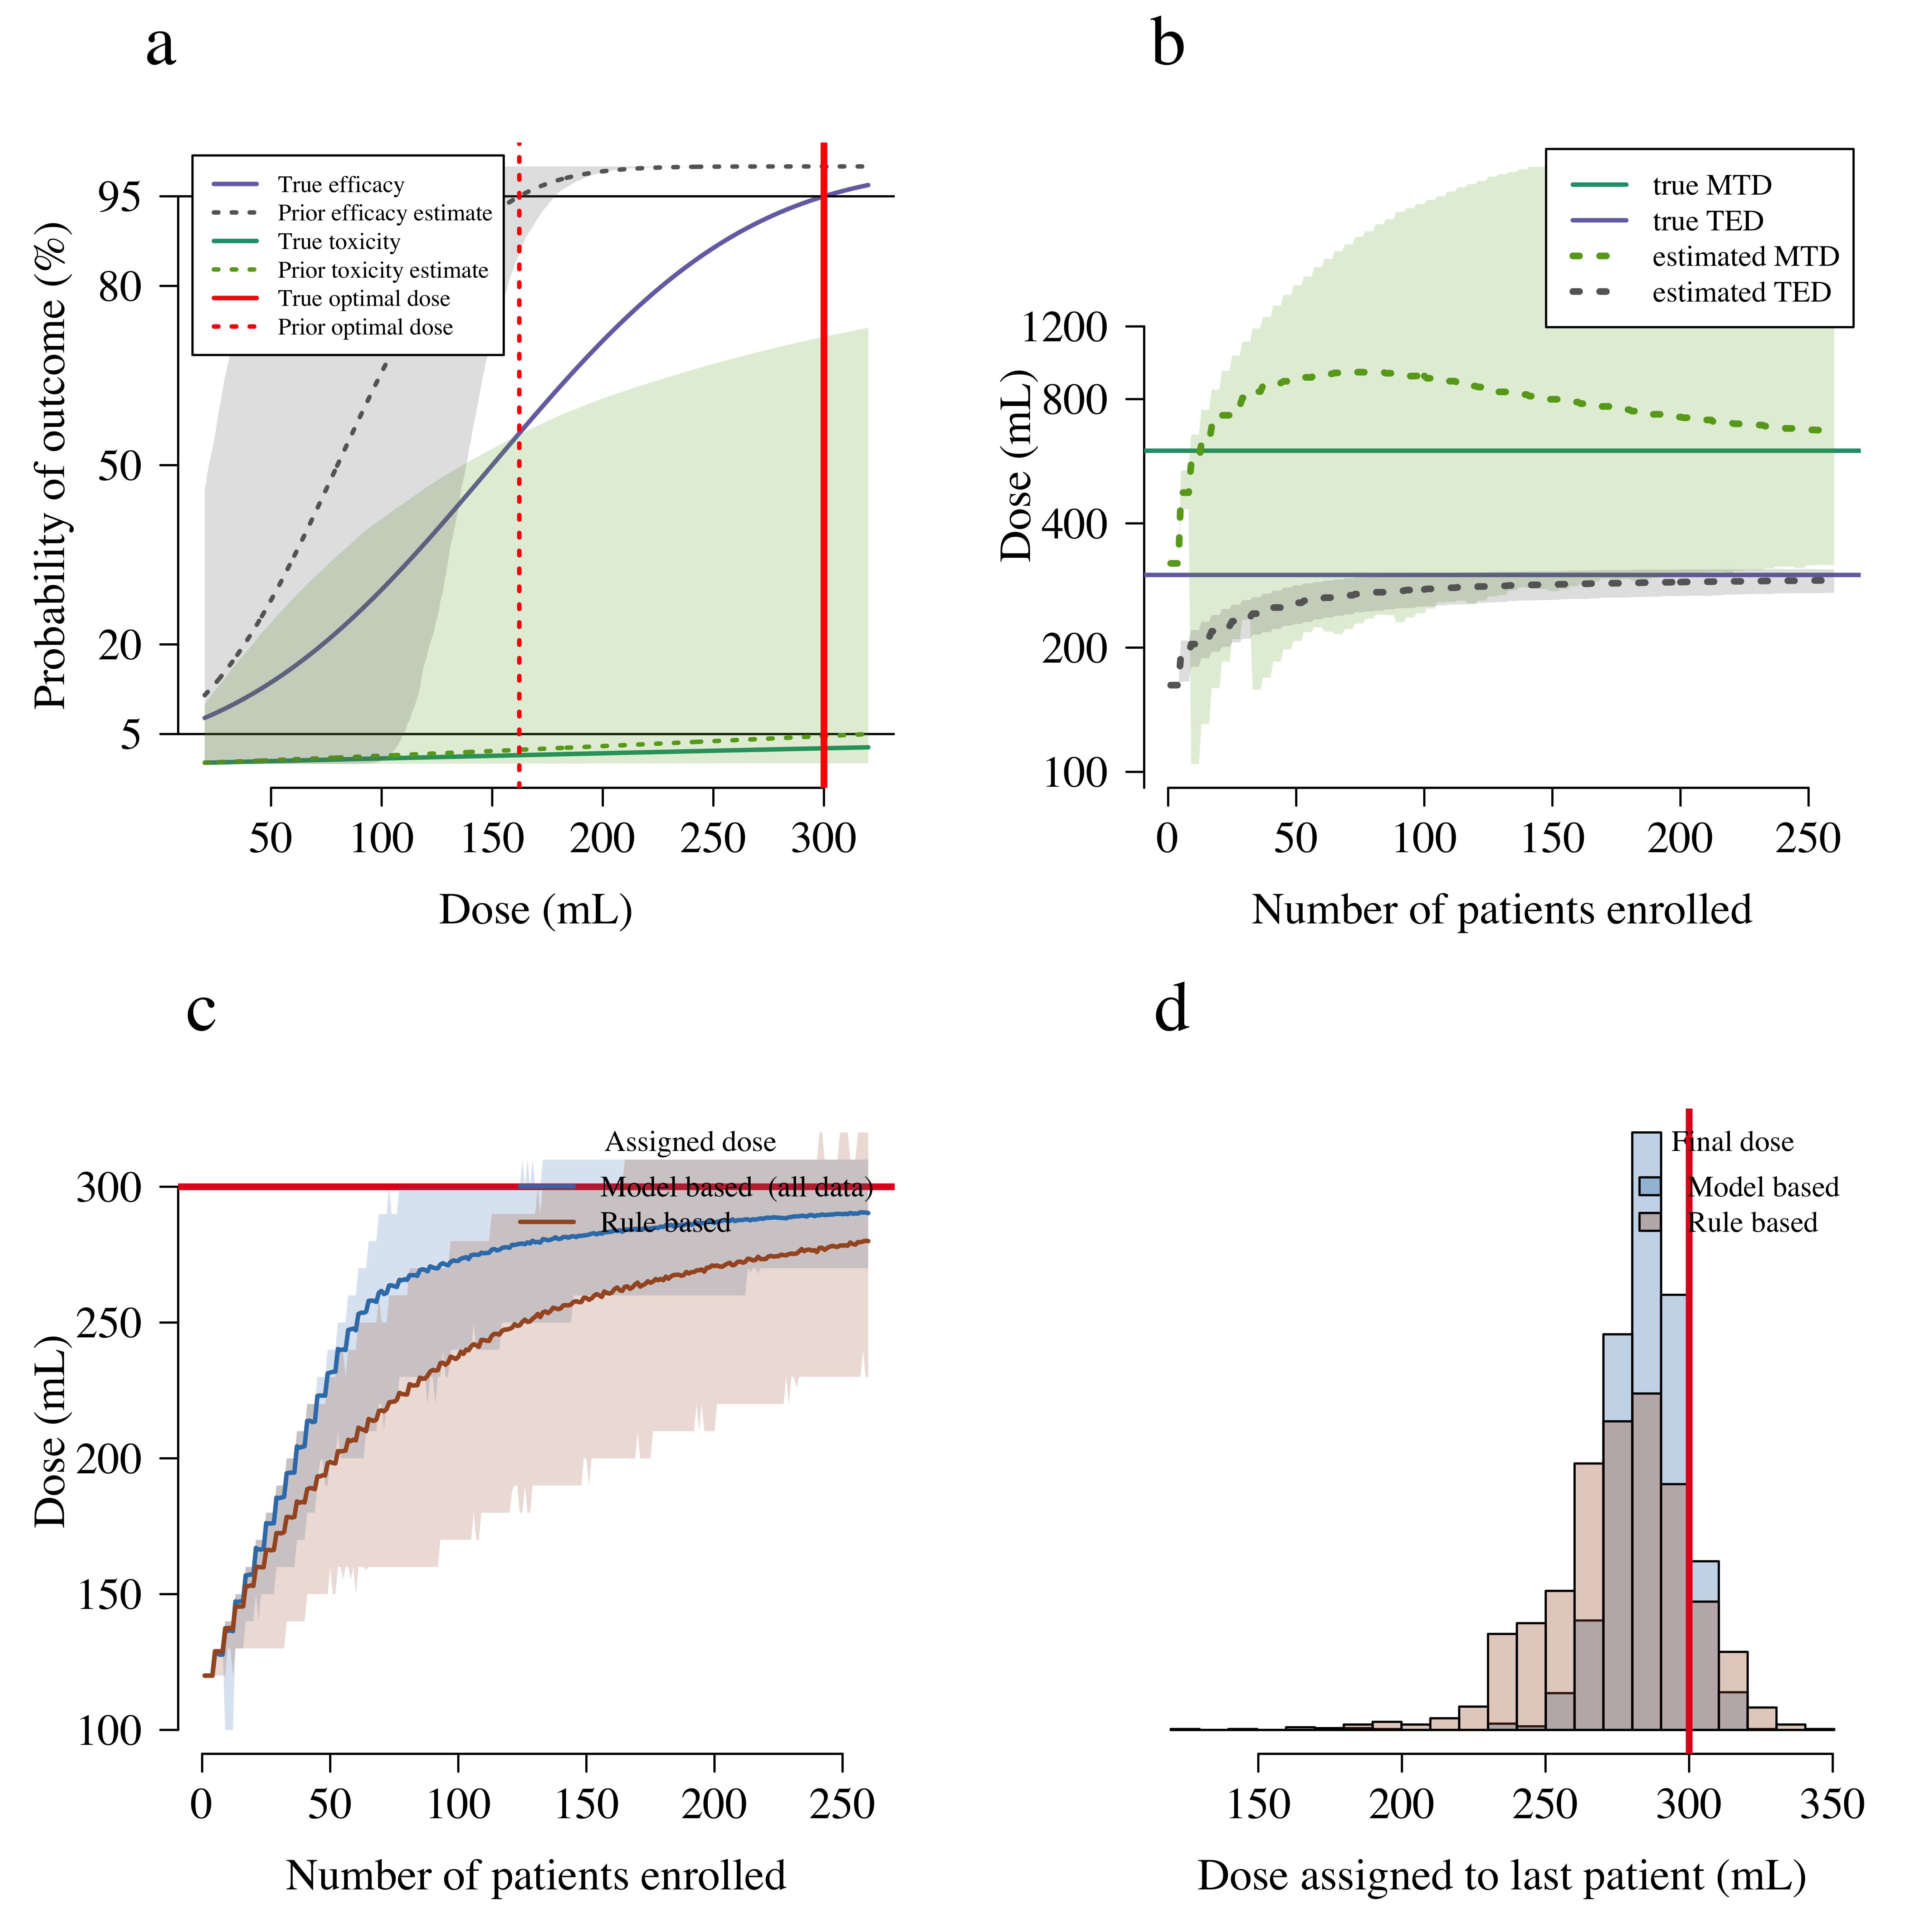 a
Probability of outcome (%)
95
80
50
20
5
True efficacy
Prior efficacy estimate
True toxicity
Prior toxicity estimate
True optimal dose
Prior optimal dose
50 100 150 200 250 300
Dose (mL)
b
Dose (mL)
1200
800
400
200
100
true MTD
true TED
estimated MTD
estimated TED
0 50 100 150 200 250
Number of patients enrolled
c
Dose (mL)
300
250
200
150
100
Assigned dose
Model based (all data)
Rule based
0 50 100 150 200 250
Number of patients enrolled
d
Final dose
Model based
Rule based
150 200 250 300 350
Dose assigned to last patient (mL)